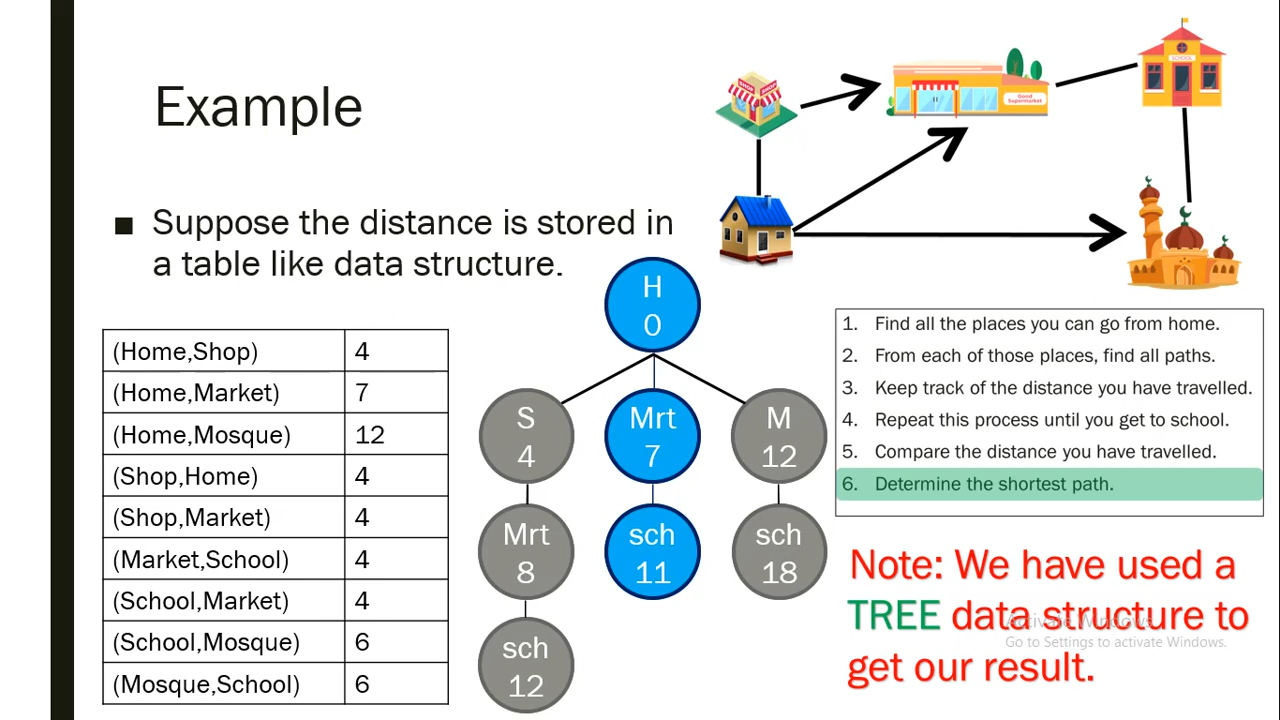 Example
■ Suppose the distance is stored in
a table like data structure.
(Home,Shop) 4
(Home,Market) 7
(Home,Mosque) 12
(Shop,Home) 4
(Shop,Market) 4
(Market,School) 4
(School,Market) 4
(School,Mosque) 6
(Mosque,School) 6
H
0
S
4
Mrt
7
M
12
Mrt
8
sch
11
sch
18
sch
12
SHOP
SHOP
Good
Supermarket
SCHOOL
1. Find all the places you can go from home.
2. From each of those places, find all paths.
3. Keep track of the distance you have travelled.
4. Repeat this process until you get to school.
5. Compare the distance you have travelled.
6. Determine the shortest path.
Note: We have used a
TREE data structure to
get our result.
Activate Windows
Go to Settings to activate Windows.